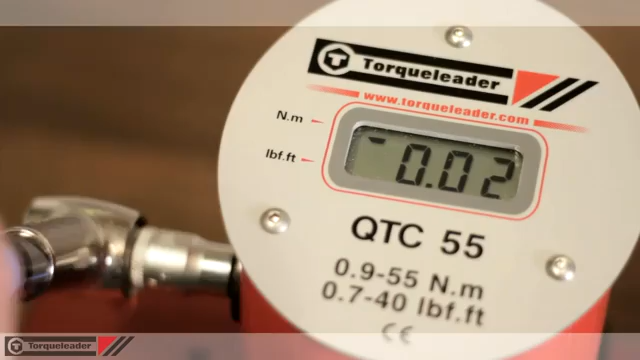 Torqueleader
www.torqueleader.com
N.m
lbf.ft
-0.02
QTC 55
0.9-55 N.m
0.7-40 lbf.ft
CE
Torqueleader